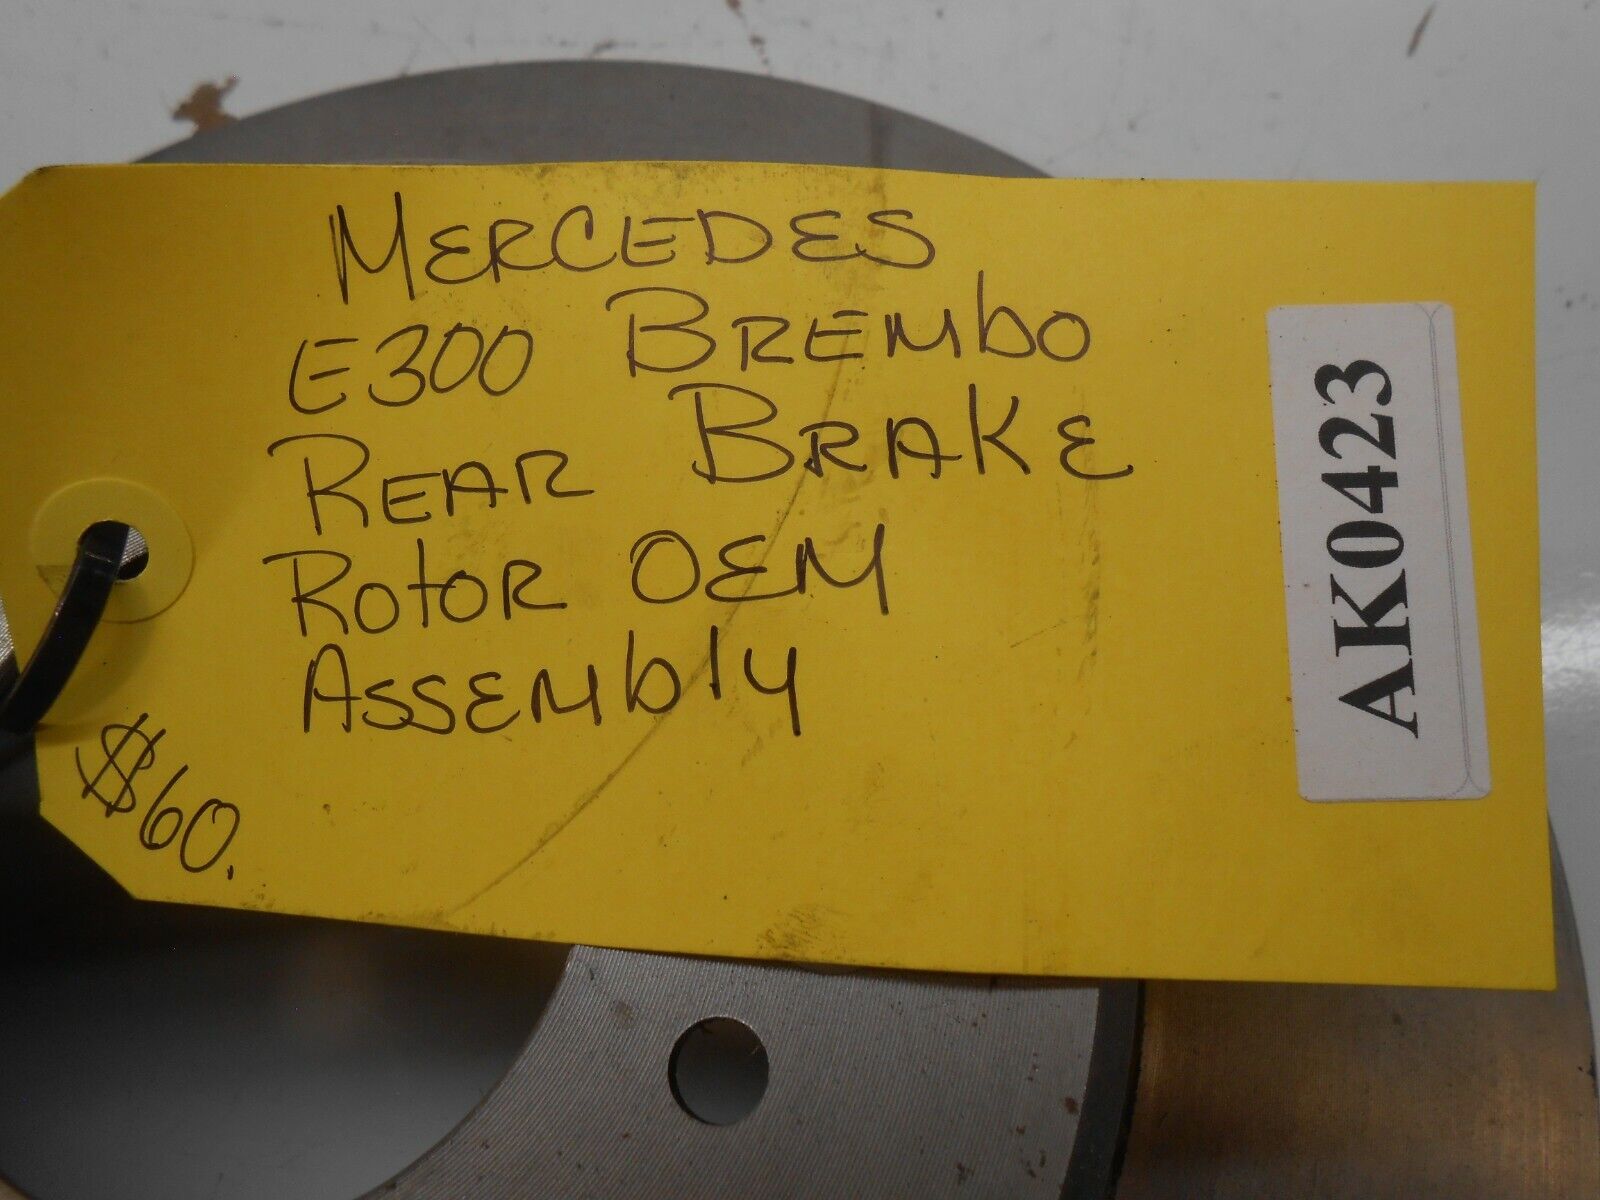 MERCEDES
E300 BREMbO
REAR BRAKE
ROtOR OEM
ASSEMbly
$60.
AK0423